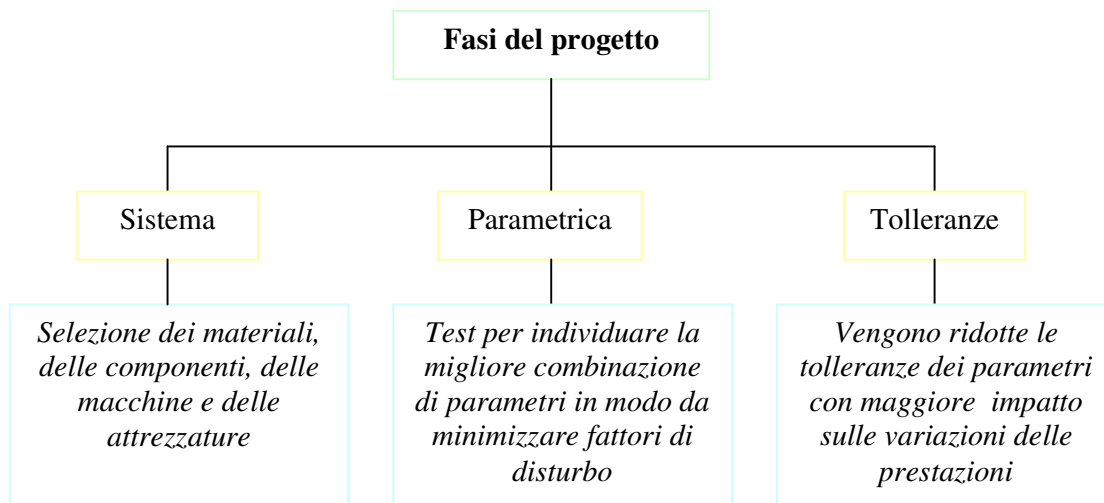 Fasi del progetto
Sistema
Parametrica
Tolleranze
Selezione dei materiali,
delle componenti, delle
macchine e delle
attrezzature
Test per individuare la
migliore combinazione
di parametri in modo da
minimizzare fattori di
disturbo
Vengono ridotte le
tolleranze dei parametri
con maggiore impatto
sulle variazioni delle
prestazioni